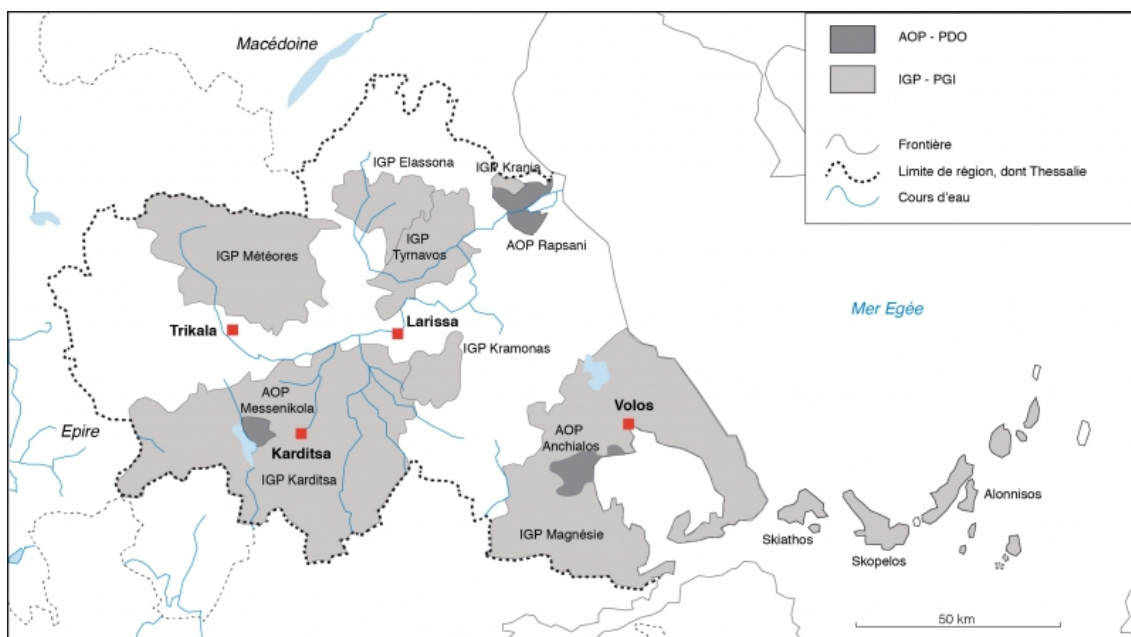 Macédoine
AOP - PDO
IGP - PGI
Frontière
Limite de région, dont Thessalie
Cours d'eau
IGP Elassona
IGP Krania
IGP Météores
IGP
Tyrnavos
AOP Rapsani
Mer Egée
Trikala
Larissa
IGP Kramonas
AOP
Messenikola
Volos
Epire
AOP
Anchialos
Karditsa
IGP Karditsa
Alonnisos
IGP Magnésie
Skiathos
Skopelos
50 km